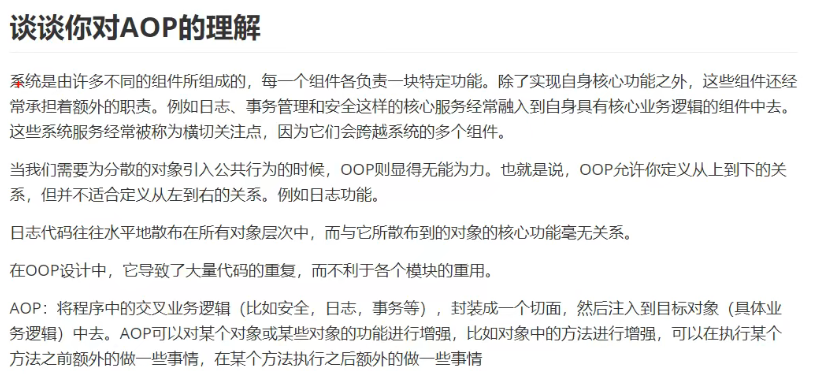 谈谈你对AOP的理解
系统是由许多不同的组件所组成的，每一个组件各负责一块特定功能。除了实现自身核心功能之外，这些组件还经
常承担着额外的职责。例如日志、事务管理和安全这样的核心服务经常融入到自身具有核心业务逻辑的组件中去。
这些系统服务经常被称为横切关注点，因为它们会跨越系统的多个组件。
当我们需要为分散的对象引入公共行为的时候，OOP则显得无能为力。也就是说，OOP允许你定义从上到下的关
系，但并不适合定义从左到右的关系。例如日志功能。
日志代码往往水平地散布在所有对象层次中，而与它所散布到的对象的核心功能毫无关系。
在OOP设计中，它导致了大量代码的重复，而不利于各个模块的重用。
AOP：将程序中的交叉业务逻辑（比如安全，日志，事务等），封装成一个切面，然后注入到目标对象（具体业
务逻辑）中去。AOP可以对某个对象或某些对象的功能进行增强，比如对象中的方法进行增强，可以在执行某个
方法之前额外的做一些事情，在某个方法执行之后额外的做一些事情